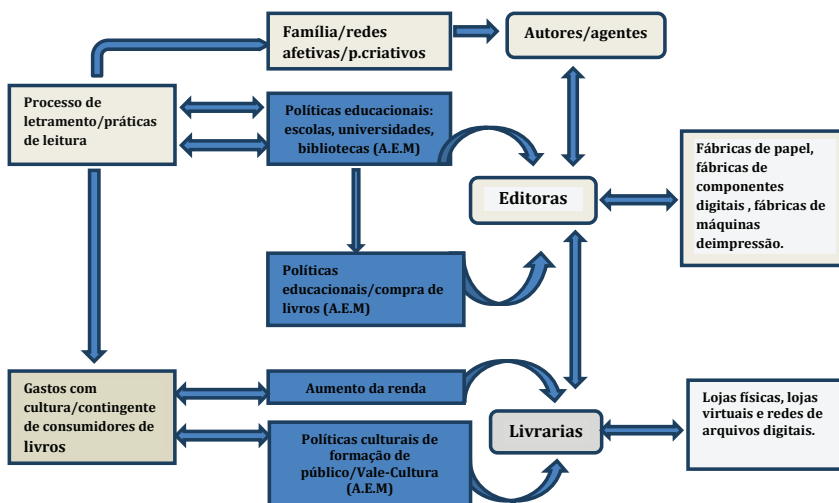 Família/redes
afetivas/p.criativos
Autores/agentes
Processo de
letramento/práticas
de leitura
Políticas educacionais:
escolas, universidades,
bibliotecas (A.E.M)
Fábricas de papel,
fábricas de
componentes
digitais , fábricas de
máquinas
deimpressão.
Editoras
Políticas
educacionais/compra de
livros (A.E.M)
Gastos com
cultura/contingente
de consumidores de
livros
Aumento da renda
Lojas físicas, lojas
virtuais e redes de
arquivos digitais.
Livrarias
Políticas culturais de
formação de
público/Vale-Cultura
(A.E.M)